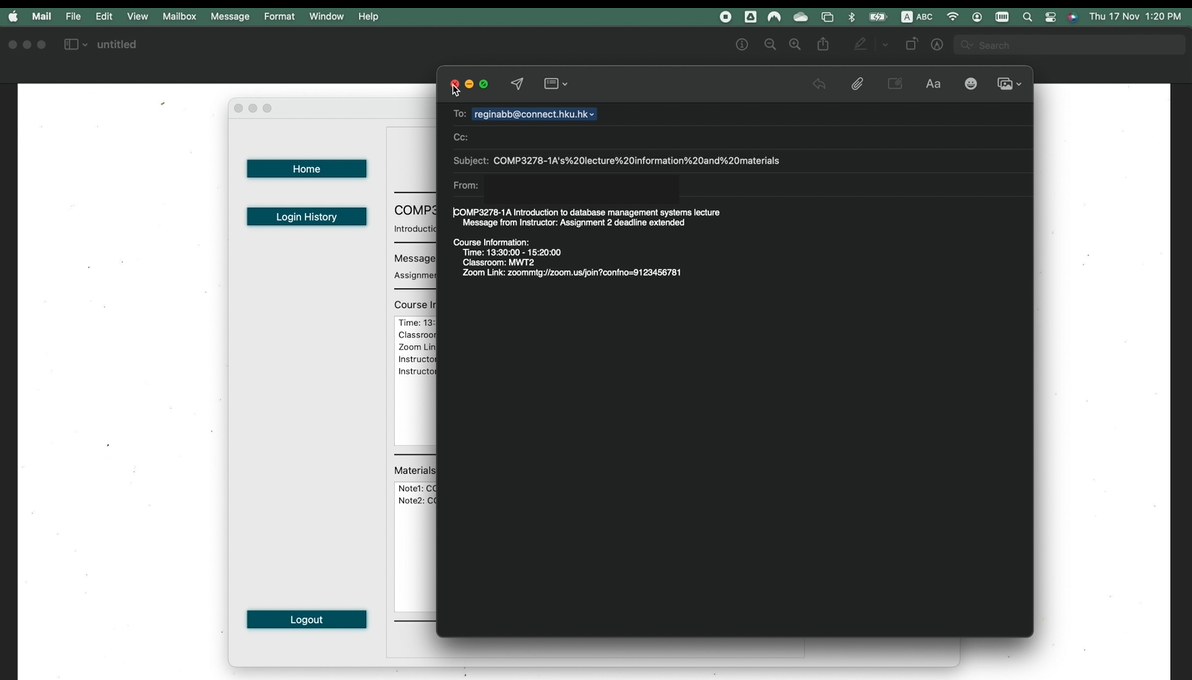 Mail File Edit View Mailbox Message Format Window Help
A ABC Thu 17 Nov 1:20 PM
untitled
Search
Aa
To: reginabb@connect.hku.hk
Cc:
Subject: COMP3278-1A's%20lecture%20information%20and%20materials
From:
COMP3278-1A Introduction to database management systems lecture
Message from Instructor: Assignment 2 deadline extended
Course Information:
Time: 13:30:00 - 15:20:00
Classroom: MWT2
Zoom Link: zoommtg://zoom.us/join?confno=9123456781
Home
Login History
Logout
COMP3
Introductio
Message
Assignmen
Course In
Time: 13:
Classroor
Zoom Lin
Instructor
Instructor
Materials
Note1: CO
Note2: CO